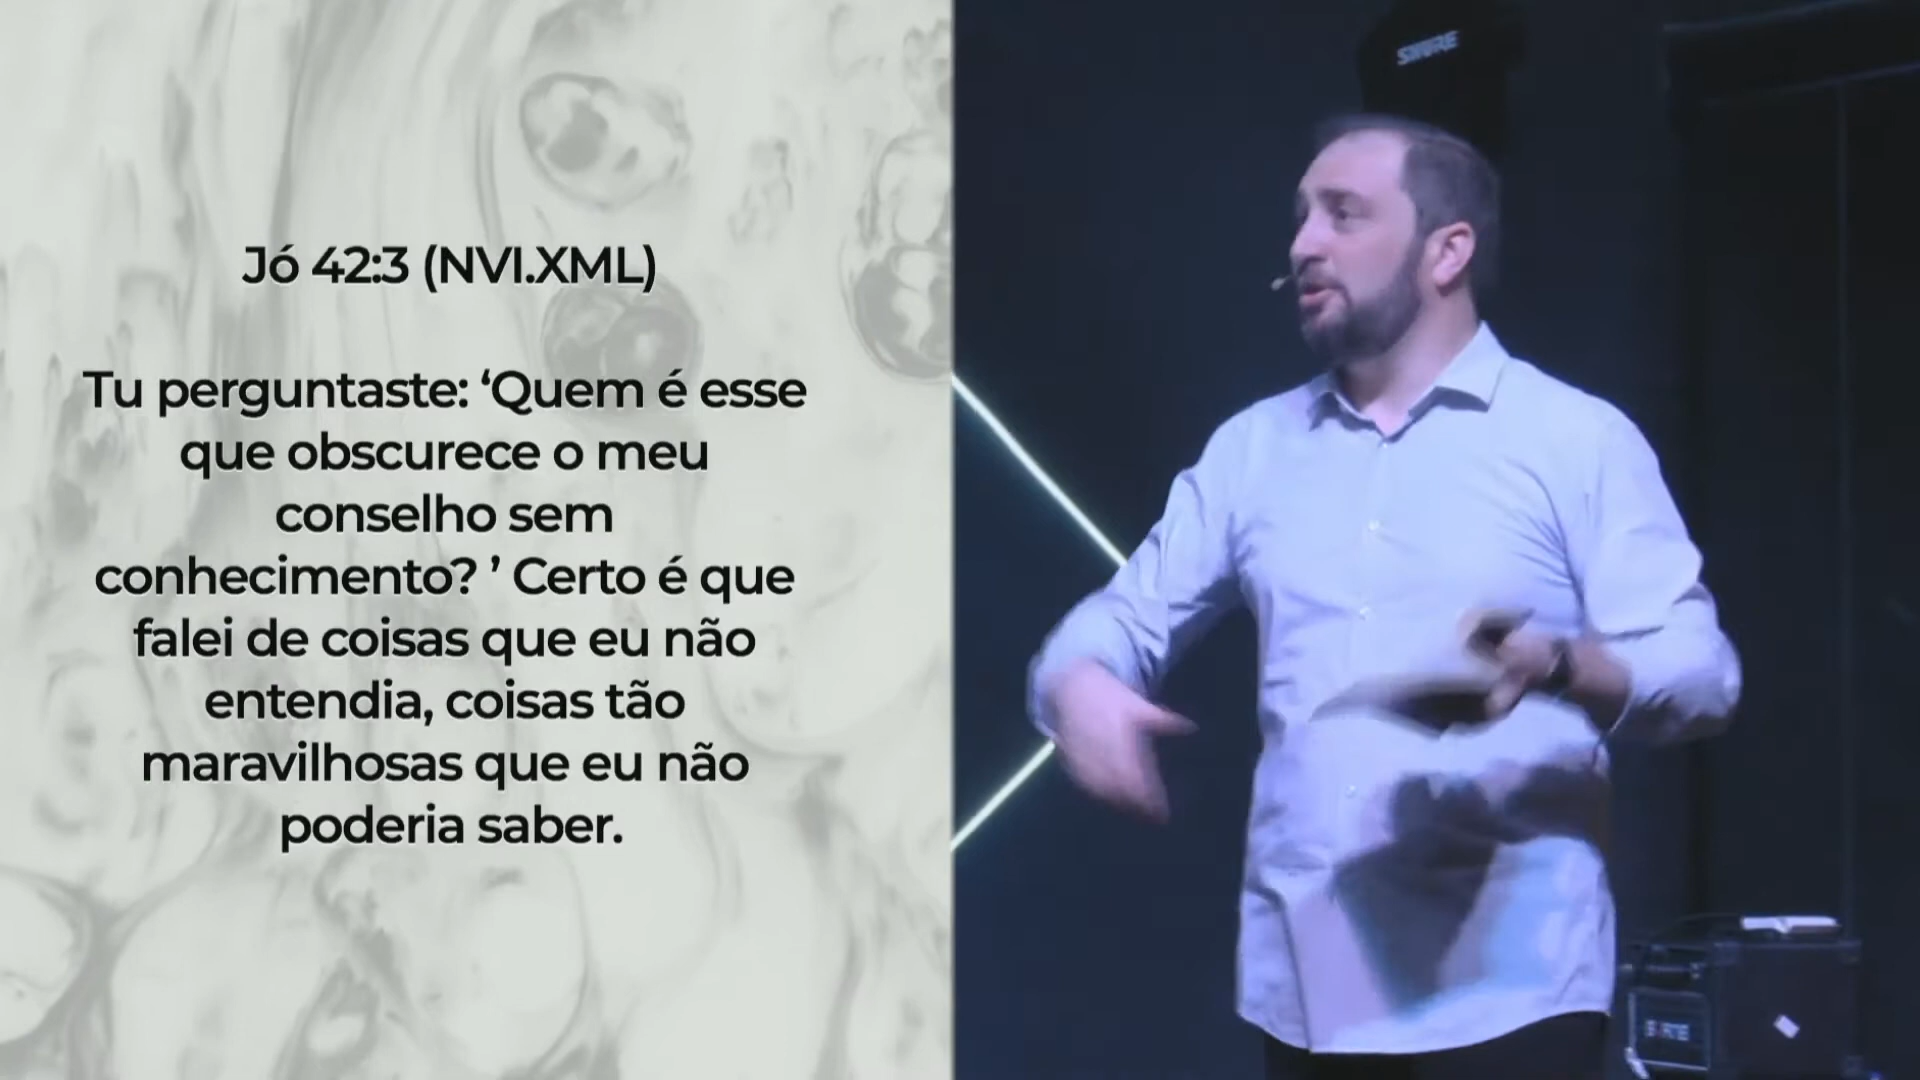 Jó 42:3 (NVI.XML)
Tu perguntaste: ‘Quem é esse
que obscurece o meu
conselho sem
conhecimento? ’ Certo é que
falei de coisas que eu não
entendia, coisas tão
maravilhosas que eu não
poderia saber.
SHURE